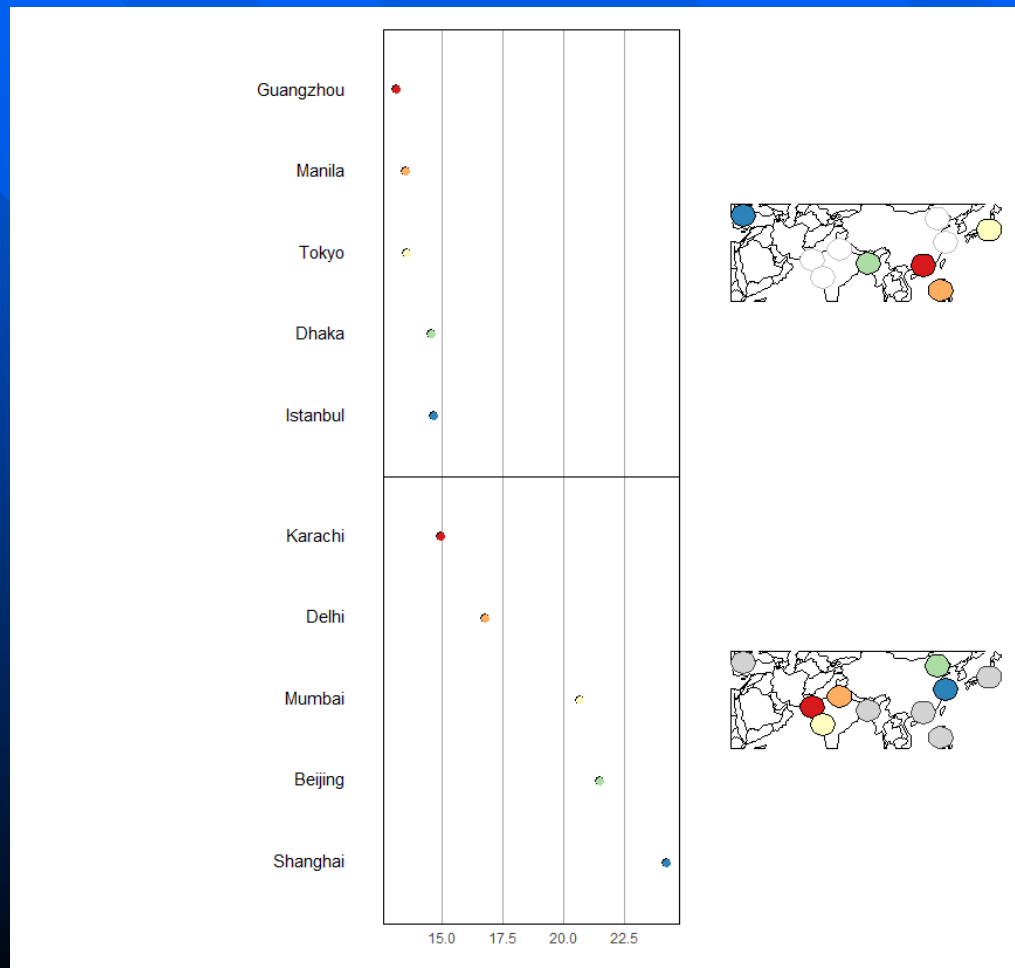 Guangzhou
Manila
Tokyo
Dhaka
Istanbul
Karachi
Delhi
Mumbai
Beijing
Shanghai
15.0 17.5 20.0 22.5